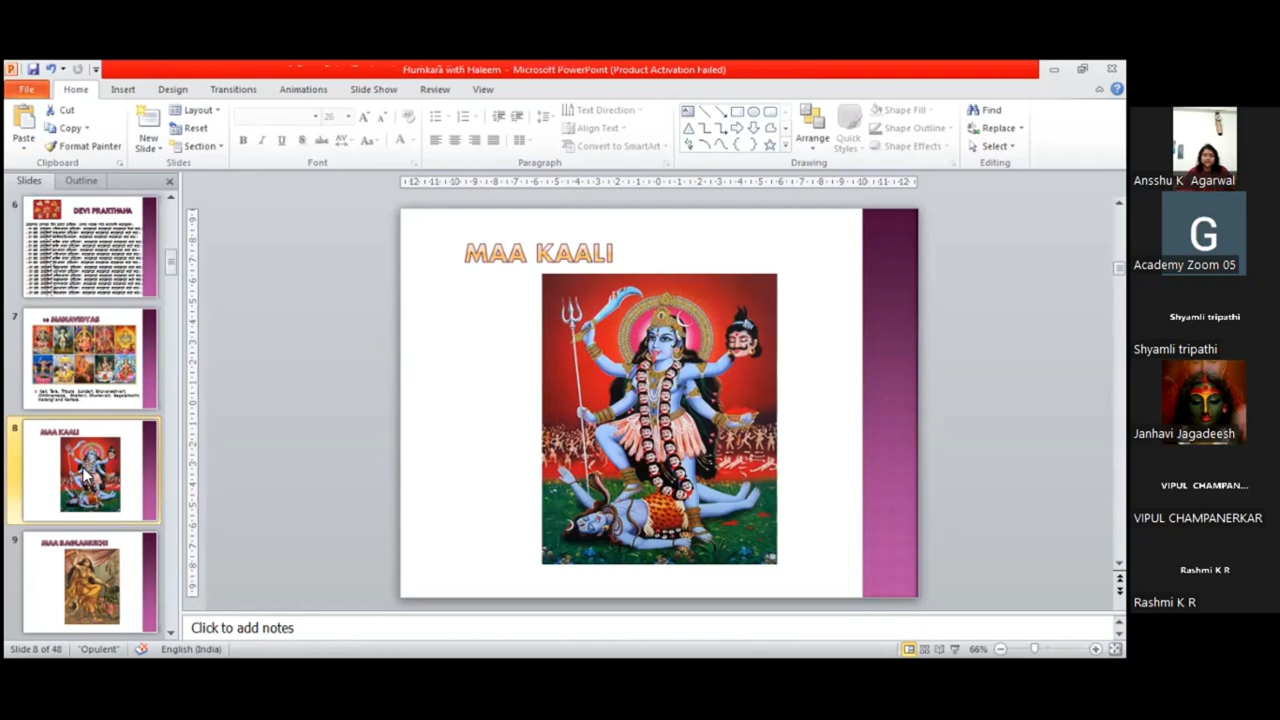 Humkara with Haleem - Microsoft PowerPoint (Product Activation Failed)
File Home Insert Design Transitions Animations Slide Show Review View
Cut
Copy
Format Painter
Paste
Clipboard
New Slide
Layout
Reset
Section
Slides
26
Font
Text Direction
Align Text
Convert to SmartArt
Paragraph
Arrange
Quick Styles
Shape Fill
Shape Outline
Shape Effects
Drawing
Find
Replace
Select
Editing
Slides Outline
6
DEVI PRARTHANA
7
10 MAHAVIDYAS
8
MAA KAALI
9
MAA BAGLAMUKHI
MAA KAALI
Click to add notes
Slide 8 of 48 "Opulent" English (India) 66%
Ansshu K Agarwal
G
Academy Zoom 05
Shyamli tripathi
Shyamli tripathi
Janhavi Jagadeesh
VIPUL CHAMPAN...
VIPUL CHAMPANERKAR
Rashmi K R
Rashmi K R